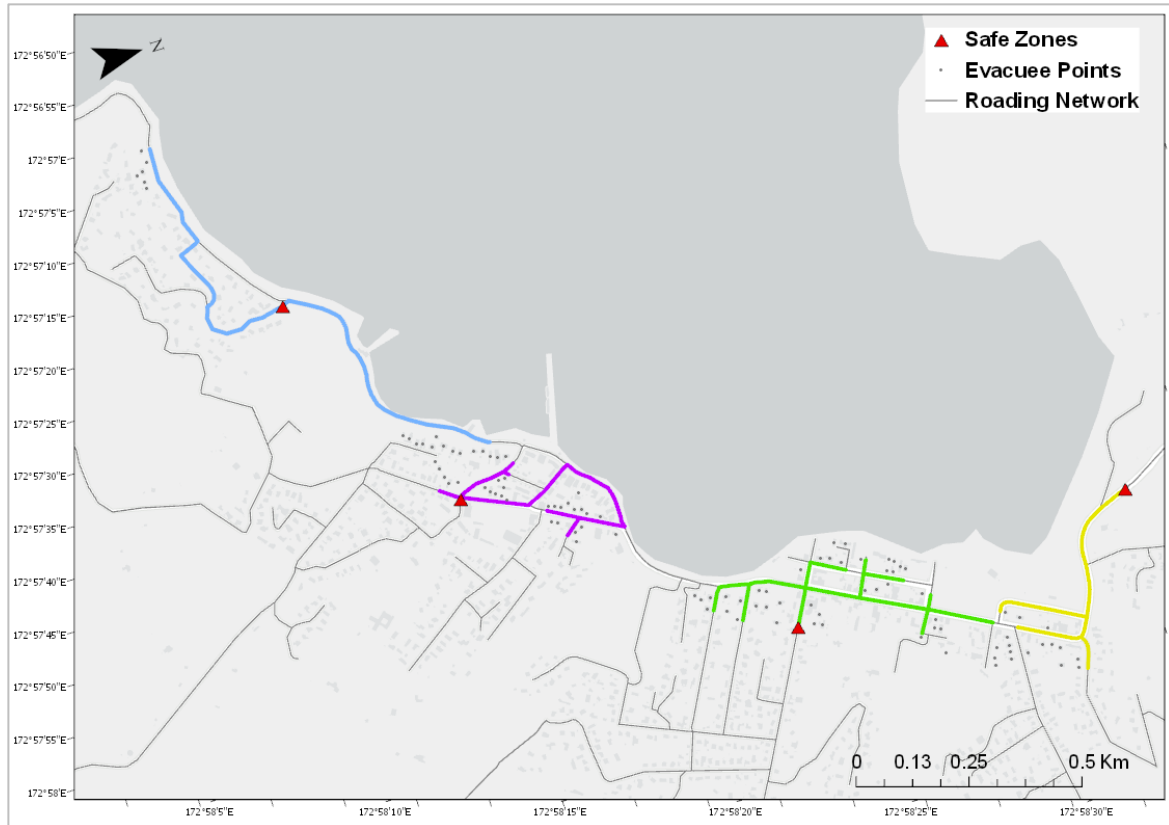 N
Safe Zones
Evacuee Points
Roading Network
172°56'50"E
172°56'55"E
172°57'E
172°57'5"E
172°57'10"E
172°57'15"E
172°57'20"E
172°57'25"E
172°57'30"E
172°57'35"E
172°57'40"E
172°57'45"E
172°57'50"E
172°57'55"E
172°58'E
0 0.13 0.25 0.5 Km
172°58'5"E 172°58'10"E 172°58'15"E 172°58'20"E 172°58'25"E 172°58'30"E